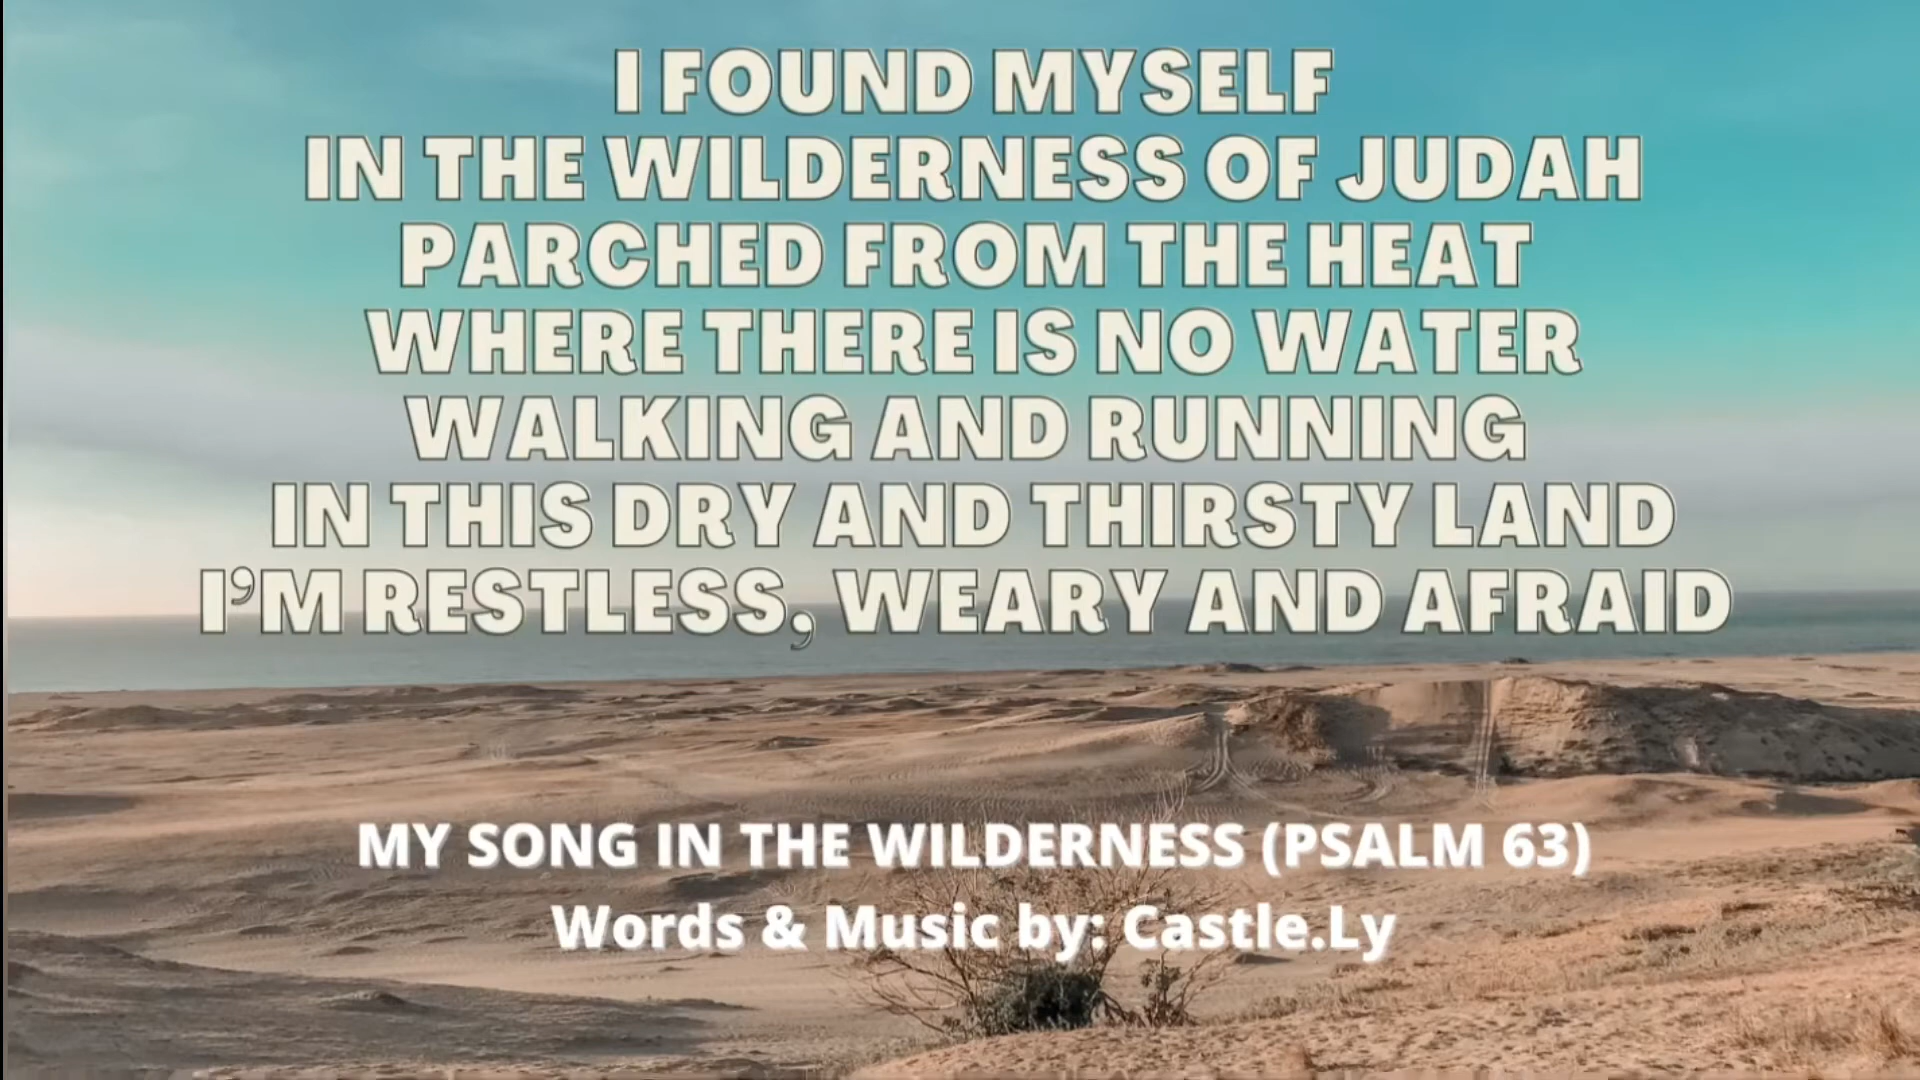 I FOUND MYSELF
IN THE WILDERNESS OF JUDAH
PARCHED FROM THE HEAT
WHERE THERE IS NO WATER
WALKING AND RUNNING
IN THIS DRY AND THIRSTY LAND
I'M RESTLESS, WEARY AND AFRAID
MY SONG IN THE WILDERNESS (PSALM 63)
Words & Music by: Castle.Ly